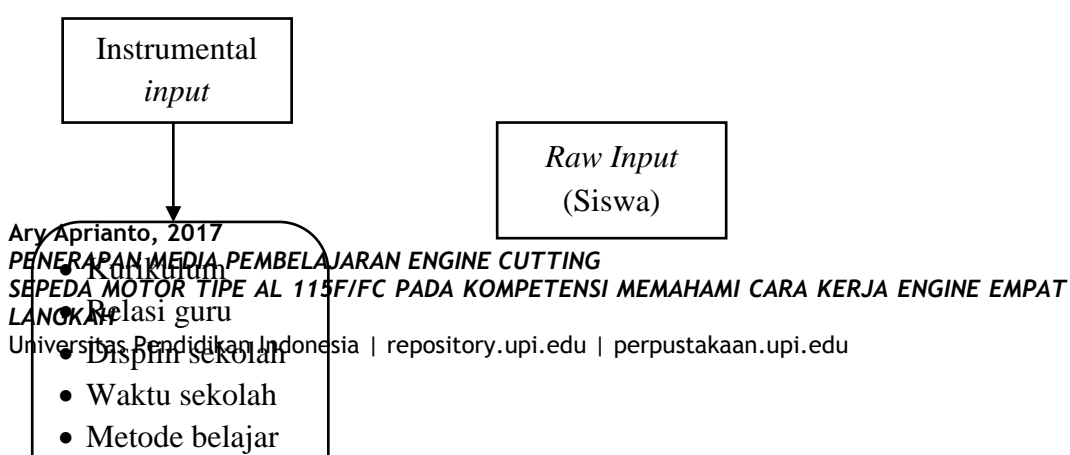 Instrumental
input
Raw Input
(Siswa)
Ary Aprianto, 2017
PENERAPAN MEDIA PEMBELAJARAN ENGINE CUTTING
SEPEDA MOTOR TIPE AL 115F/FC PADA KOMPETENSI MEMAHAMI CARA KERJA ENGINE EMPAT
LANGKAH
Universitas Pendidikan Indonesia | repository.upi.edu | perpustakaan.upi.edu
• Kurikulum
• Relasi guru
• Displin sekolah
• Waktu sekolah
• Metode belajar